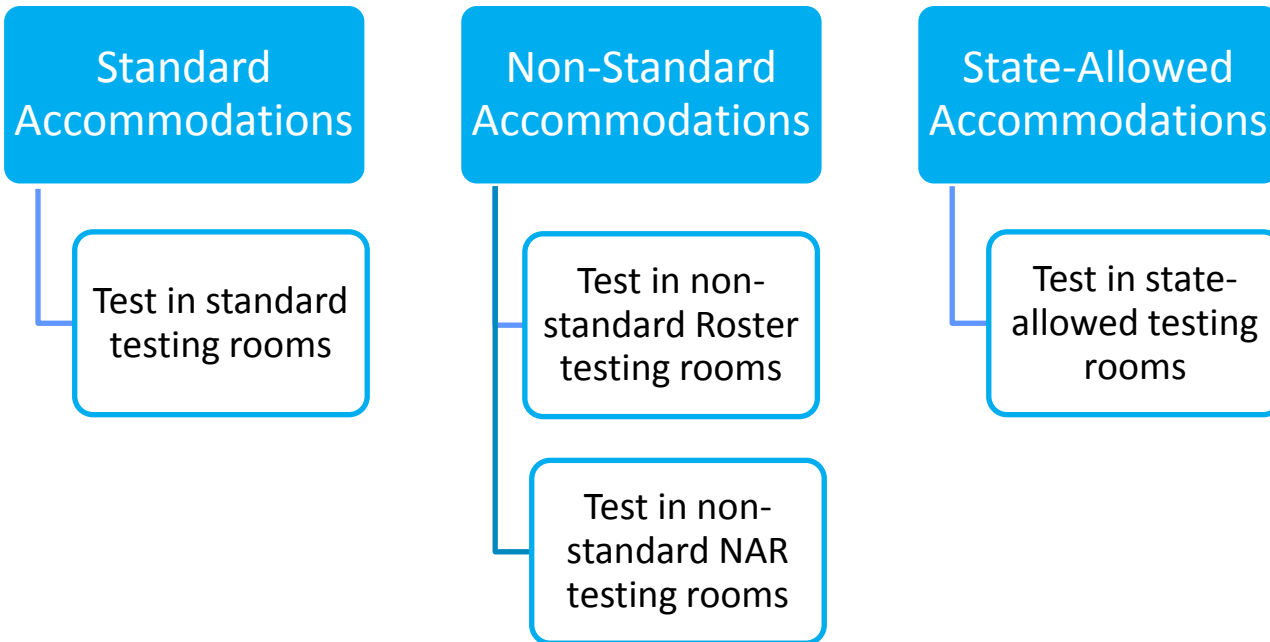 Standard
Accommodations
Test in standard
testing rooms
Non-Standard
Accommodations
Test in non-
standard Roster
testing rooms
Test in non-
standard NAR
testing rooms
State-Allowed
Accommodations
Test in state-
allowed testing
rooms